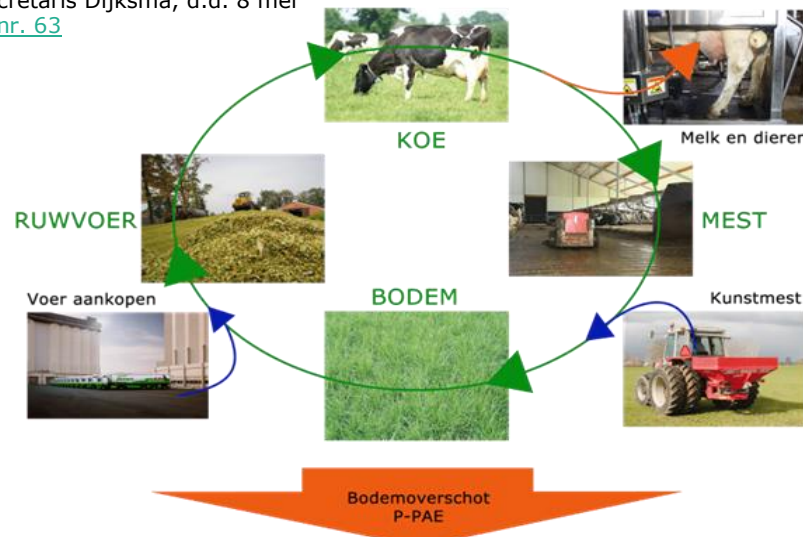 cretaris Dijksma, d.d. 8 mei
nr. 63
KOE
Melk en dieren
RUWVOER
MEST
Voer aankopen
BODEM
Kunstmest
Bodemoverschot
P-PAE